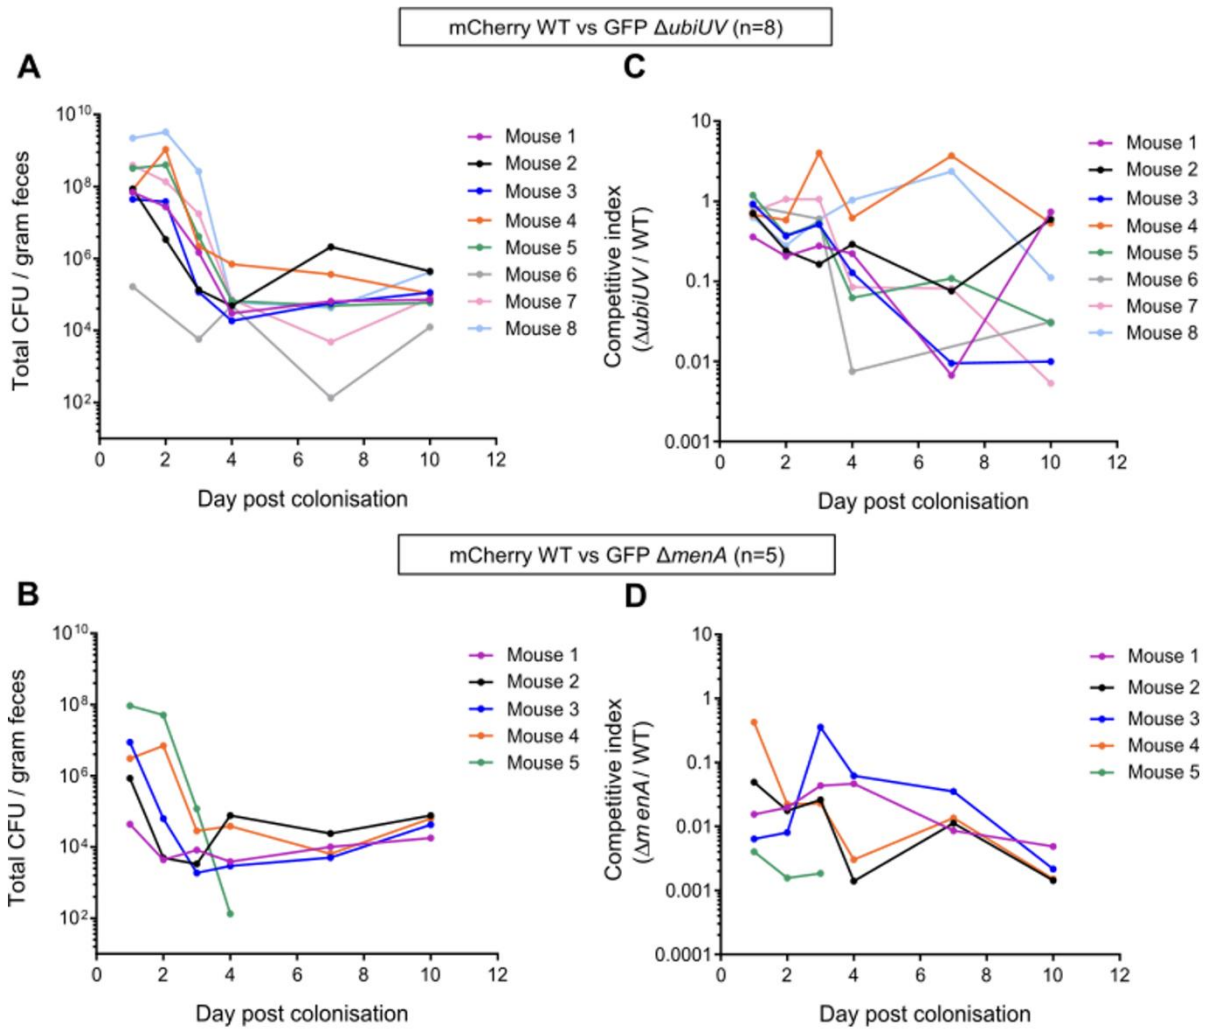 mCherry WT vs GFP ΔubiUV (n=8)
A
Total CFU / gram feces
10^10
10^8
10^6
10^4
10^2
0 2 4 6 8 10 12
Day post colonisation
Mouse 1
Mouse 2
Mouse 3
Mouse 4
Mouse 5
Mouse 6
Mouse 7
Mouse 8
C
Competitive index
(ΔubiUV / WT)
10
1
0.1
0.01
0.001
0 2 4 6 8 10 12
Day post colonisation
Mouse 1
Mouse 2
Mouse 3
Mouse 4
Mouse 5
Mouse 6
Mouse 7
Mouse 8
mCherry WT vs GFP ΔmenA (n=5)
B
Total CFU / gram feces
10^10
10^8
10^6
10^4
10^2
0 2 4 6 8 10 12
Day post colonisation
Mouse 1
Mouse 2
Mouse 3
Mouse 4
Mouse 5
D
Competitive index
(ΔmenA / WT)
10
1
0.1
0.01
0.001
0.0001
0 2 4 6 8 10 12
Day post colonisation
Mouse 1
Mouse 2
Mouse 3
Mouse 4
Mouse 5